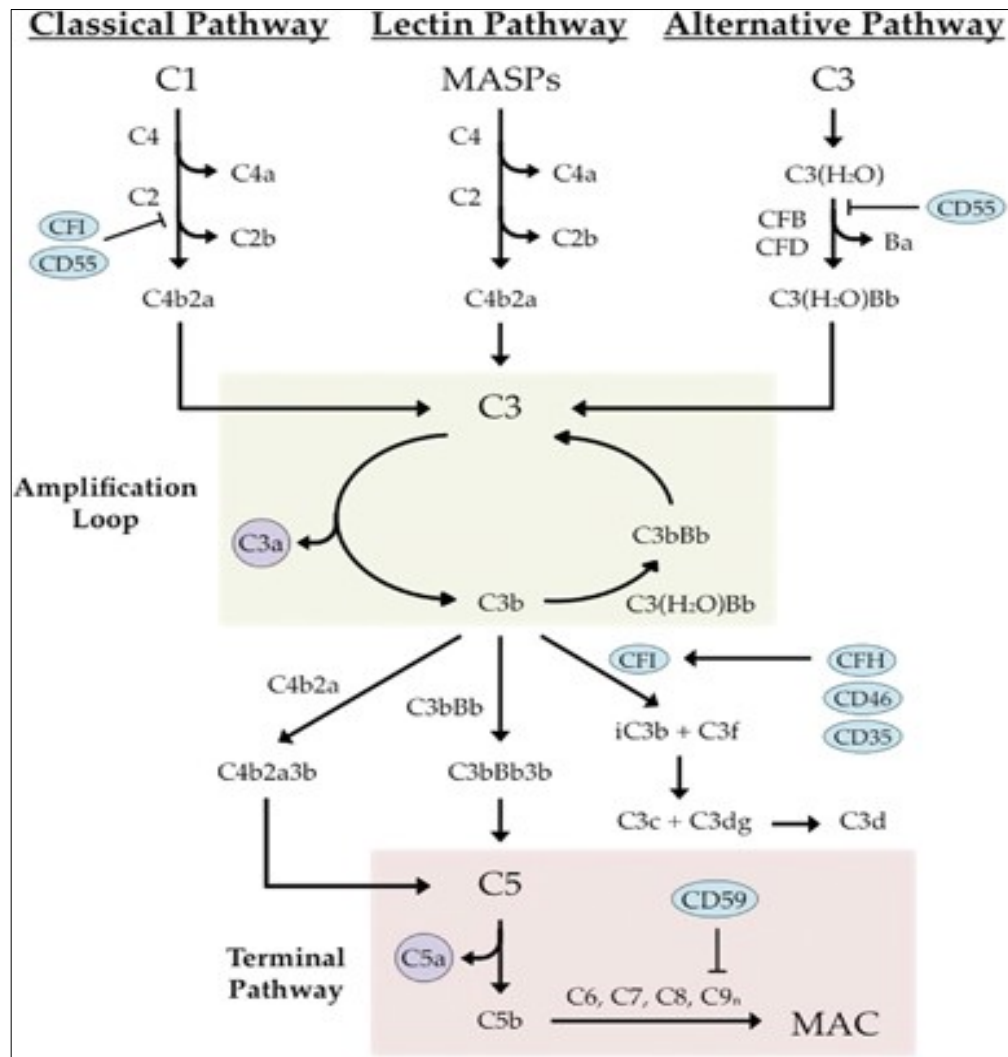 Classical Pathway
Lectin Pathway
Alternative Pathway
C1
MASPs
C3
C4
C4a
C2
C2b
CFI
CD55
C4b2a
C4
C4a
C2
C2b
C4b2a
C3(H₂O)
CD55
CFB
CFD
Ba
C3(H₂O)Bb
C3
Amplification
Loop
C3a
C3bBb
C3b
C3(H₂O)Bb
C4b2a
C3bBb
CFI
CFH
CD46
CD35
iC3b + C3f
C4b2a3b
C3bBb3b
C3c + C3dg
C3d
C5
CD59
C5a
Terminal
Pathway
C6, C7, C8, C9ₙ
C5b
MAC